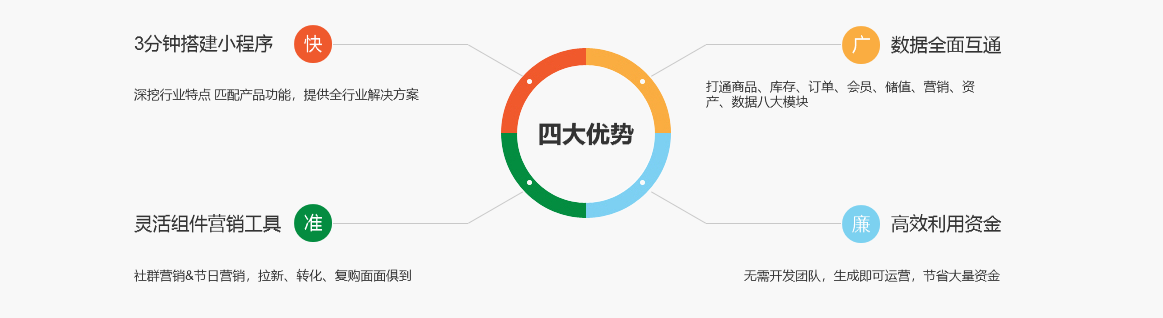 3分钟搭建小程序
快
深挖行业特点 匹配产品功能，提供全行业解决方案
广
数据全面互通
打通商品、库存、订单、会员、储值、营销、资
产、数据八大模块
四大优势
灵活组件营销工具
准
社群营销&节日营销，拉新、转化、复购面面俱到
廉
高效利用资金
无需开发团队，生成即可运营，节省大量资金